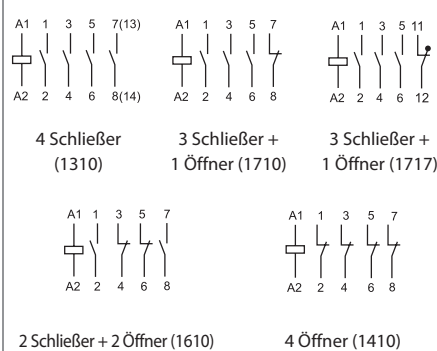 A1 1 3 5 7(13)
A2 2 4 6 8(14)
4 Schließer
(1310)
A1 1 3 5 7
A2 2 4 6 8
3 Schließer +
1 Öffner (1710)
A1 1 3 5 11
A2 2 4 6 12
3 Schließer +
1 Öffner (1717)
A1 1 3 5 7
A2 2 4 6 8
2 Schließer + 2 Öffner (1610)
A1 1 3 5 7
A2 2 4 6 8
4 Öffner (1410)